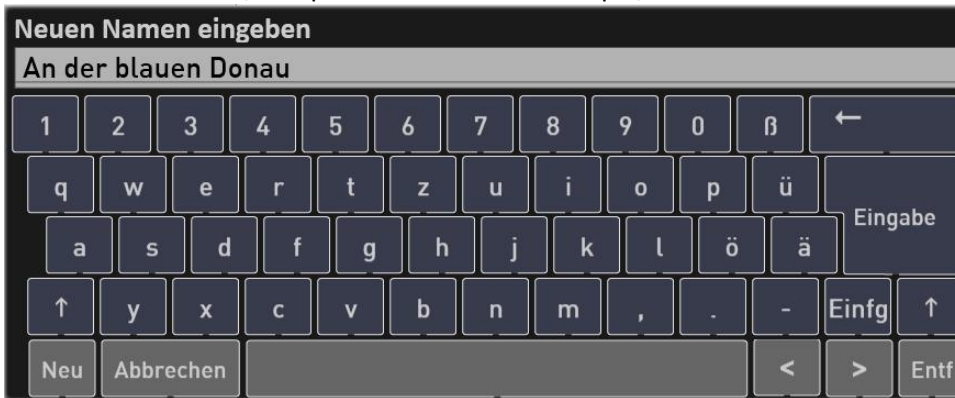 Neuen Namen eingeben
An der blauen Donau
1 2 3 4 5 6 7 8 9 0 ß ←
q w e r t z u i o p ü
Eingabe
a s d f g h j k l ö ä
↑ y x c v b n m , . - Einfg ↑
Neu Abbrechen < > Entf